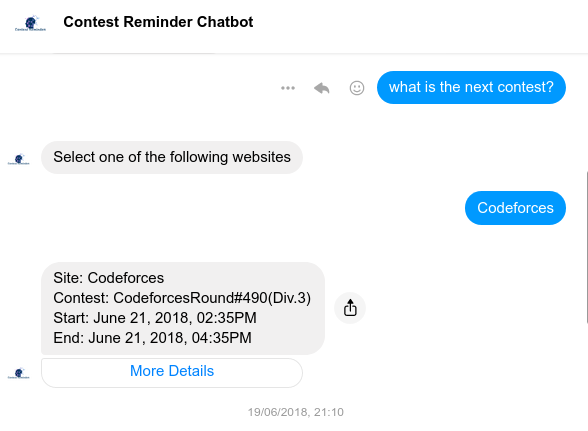 Contest Reminder Chatbot
what is the next contest?
Select one of the following websites
Codeforces
Site: Codeforces
Contest: CodeforcesRound#490(Div.3)
Start: June 21, 2018, 02:35PM
End: June 21, 2018, 04:35PM
More Details
19/06/2018, 21:10